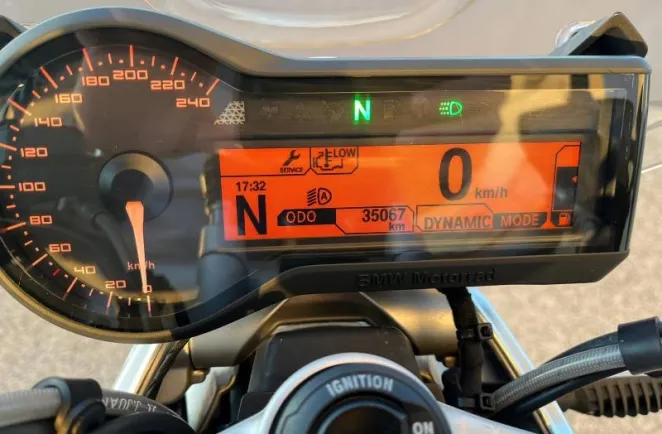 200
180
220
160
240
140
120
100
80
60
40
20
0
km/h
N
SERVICE
LOW
17:32
0
km/h
N
ODO
35067
km
DYNAMIC MODE
BMW Motorrad
IGNITION
ON